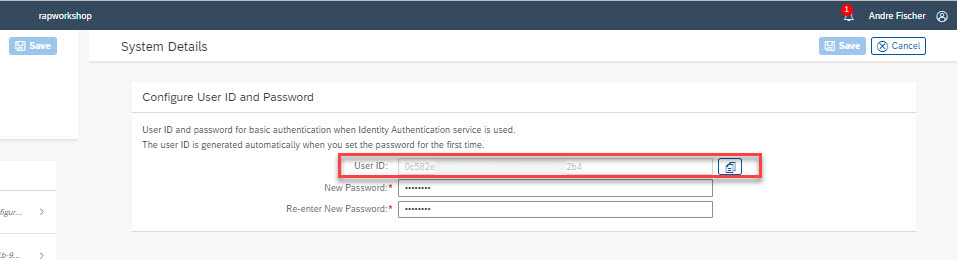 rapworkshop
1
Andre Fischer
Save
System Details
Save
Cancel
Configure User ID and Password
User ID and password for basic authentication when Identity Authentication service is used.
The user ID is generated automatically when you set the password for the first time.
User ID:
0c582e
2b4
New Password:*
••••••••
Re-enter New Password:*
••••••••
figur...
b-9...